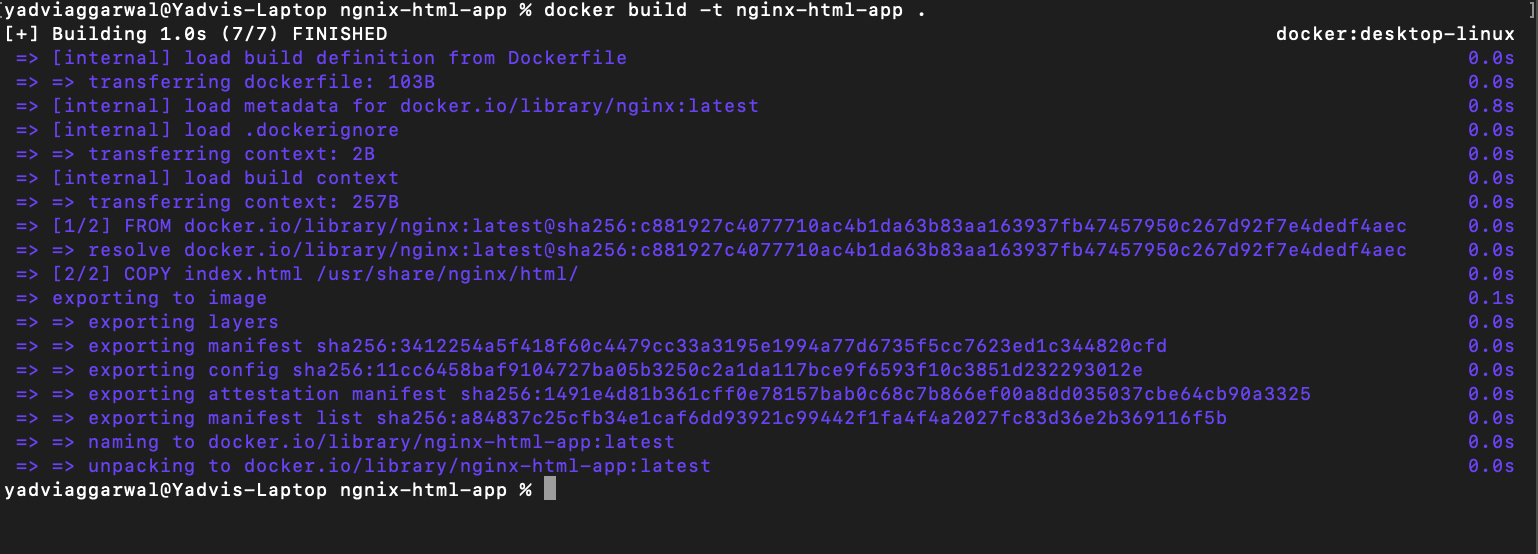 yadviaggarwal@Yadvis-Laptop ngnix-html-app % docker build -t nginx-html-app .
[+] Building 1.0s (7/7) FINISHED docker:desktop-linux
=> [internal] load build definition from Dockerfile 0.0s
=> => transferring dockerfile: 103B 0.0s
=> [internal] load metadata for docker.io/library/nginx:latest 0.8s
=> [internal] load .dockerignore 0.0s
=> => transferring context: 2B 0.0s
=> [internal] load build context 0.0s
=> => transferring context: 257B 0.0s
=> [1/2] FROM docker.io/library/nginx:latest@sha256:c881927c4077710ac4b1da63b83aa163937fb47457950c267d92f7e4dedf4aec 0.0s
=> => resolve docker.io/library/nginx:latest@sha256:c881927c4077710ac4b1da63b83aa163937fb47457950c267d92f7e4dedf4aec 0.0s
=> [2/2] COPY index.html /usr/share/nginx/html/ 0.0s
=> exporting to image 0.1s
=> => exporting layers 0.0s
=> => exporting manifest sha256:3412254a5f418f60c4479cc33a3195e1994a77d6735f5cc7623ed1c344820cfd 0.0s
=> => exporting config sha256:11cc6458baf9104727ba05b3250c2a1da117bce9f6593f10c3851d232293012e 0.0s
=> => exporting attestation manifest sha256:1491e4d81b361cff0e78157bab0c68c7b866ef00a8dd035037cbe64cb90a3325 0.0s
=> => exporting manifest list sha256:a84837c25cfb34e1caf6dd93921c99442f1fa4f4a2027fc83d36e2b369116f5b 0.0s
=> => naming to docker.io/library/nginx-html-app:latest 0.0s
=> => unpacking to docker.io/library/nginx-html-app:latest 0.0s
yadviaggarwal@Yadvis-Laptop ngnix-html-app %